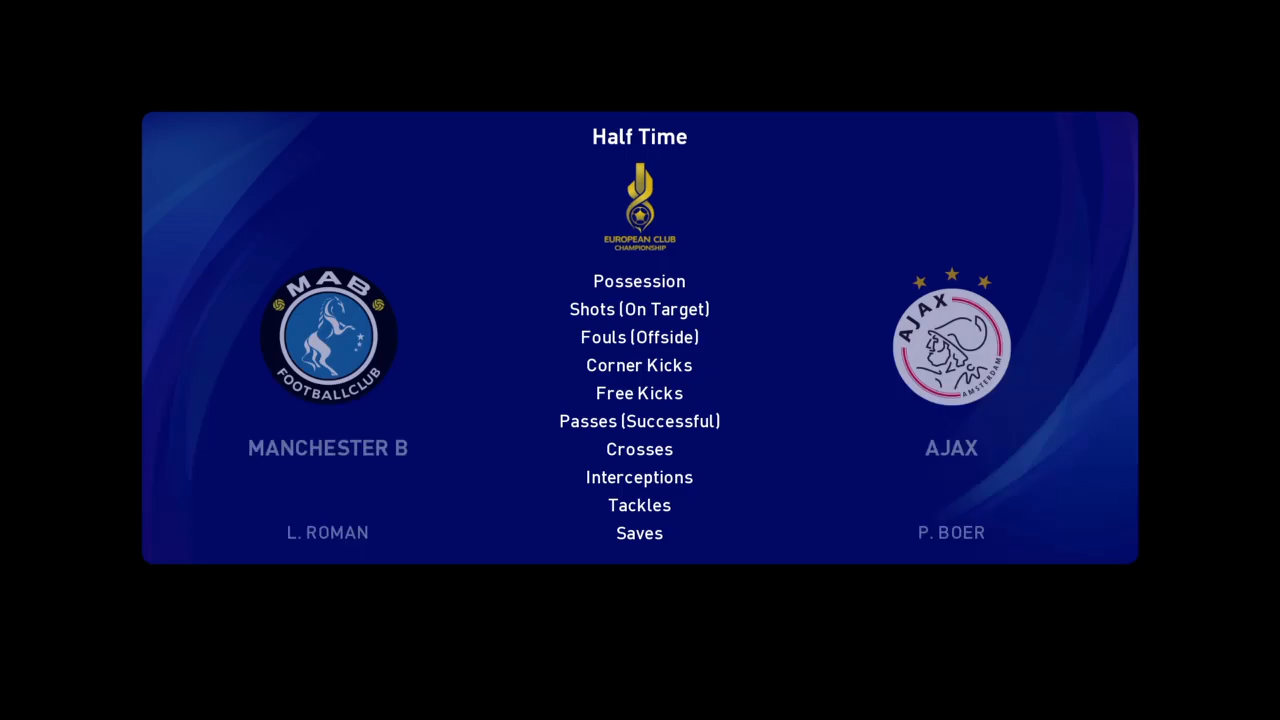 Half Time
EUROPEAN CLUB
CHAMPIONSHIP
MAB
FOOTBALLCLUB
AJAX
AMSTERDAM
Possession
Shots (On Target)
Fouls (Offside)
Corner Kicks
Free Kicks
Passes (Successful)
MANCHESTER B
Crosses
AJAX
Interceptions
Tackles
L. ROMAN
Saves
P. BOER